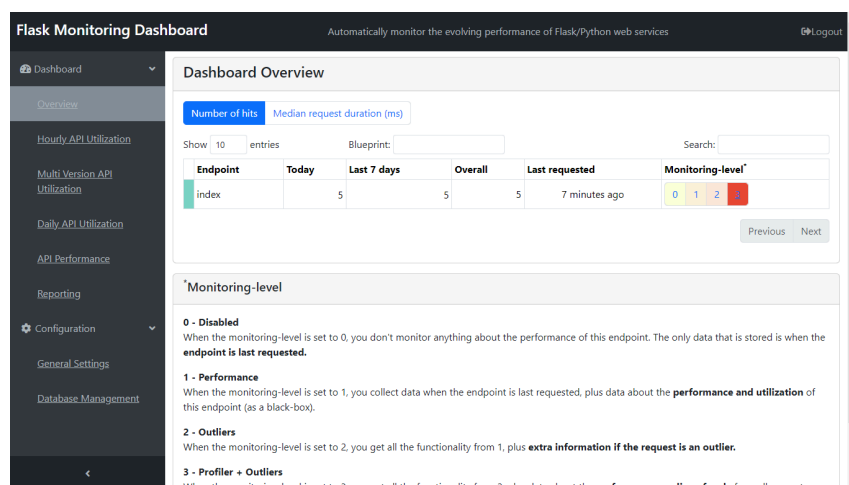 Flask Monitoring Dashboard
Automatically monitor the evolving performance of Flask/Python web services
Logout
Dashboard
Overview
Hourly API Utilization
Multi Version API
Utilization
Daily API Utilization
API Performance
Reporting
Configuration
General Settings
Database Management
Dashboard Overview
Number of hits Median request duration (ms)
Show 10 entries Blueprint: Search:
Endpoint Today Last 7 days Overall Last requested Monitoring-level*
index 5 5 5 7 minutes ago 0 1 2 3
Previous Next
*Monitoring-level
0 - Disabled
When the monitoring-level is set to 0, you don't monitor anything about the performance of this endpoint. The only data that is stored is when the
endpoint is last requested.
1 - Performance
When the monitoring-level is set to 1, you collect data when the endpoint is last requested, plus data about the performance and utilization of
this endpoint (as a black-box).
2 - Outliers
When the monitoring-level is set to 2, you get all the functionality from 1, plus extra information if the request is an outlier.
3 - Profiler + Outliers